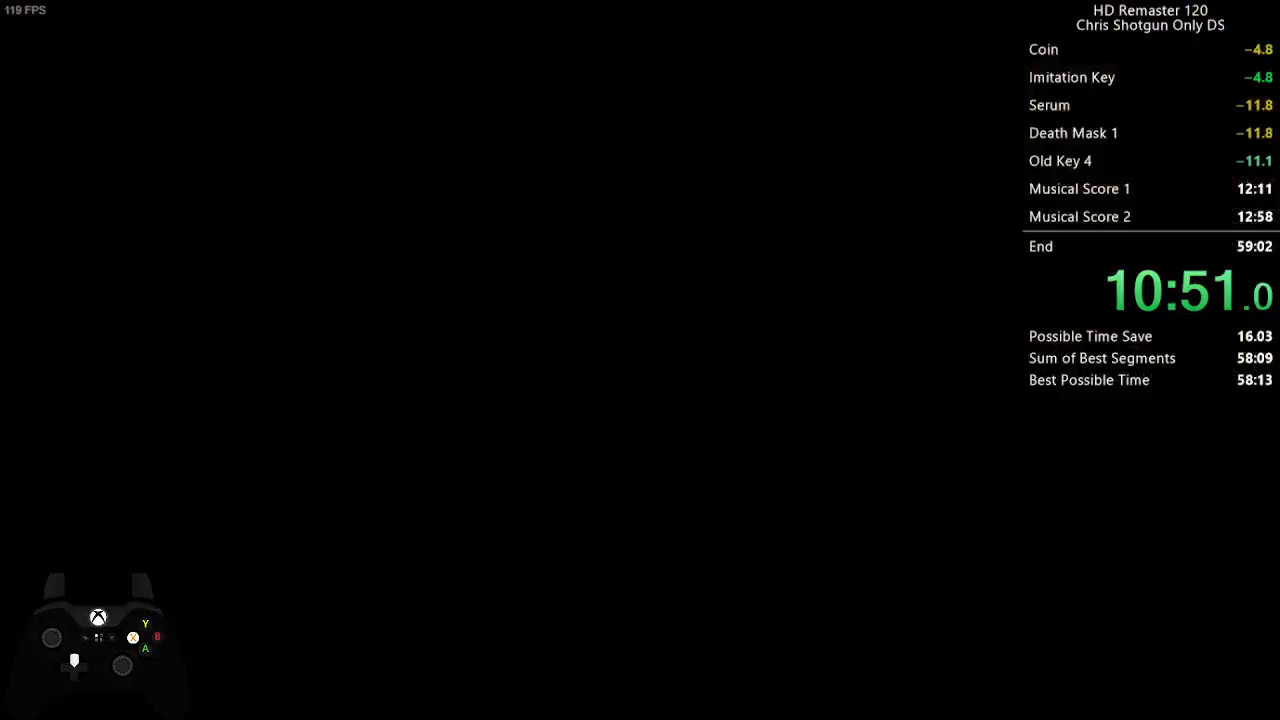 119 FPS
HD Remaster 120
Chris Shotgun Only DS
Coin −4.8
Imitation Key −4.8
Serum −11.8
Death Mask 1 −11.8
Old Key 4 −11.1
Musical Score 1 12:11
Musical Score 2 12:58
End 59:02
10:51.0
Possible Time Save 16.03
Sum of Best Segments 58:09
Best Possible Time 58:13
Y
X B
A